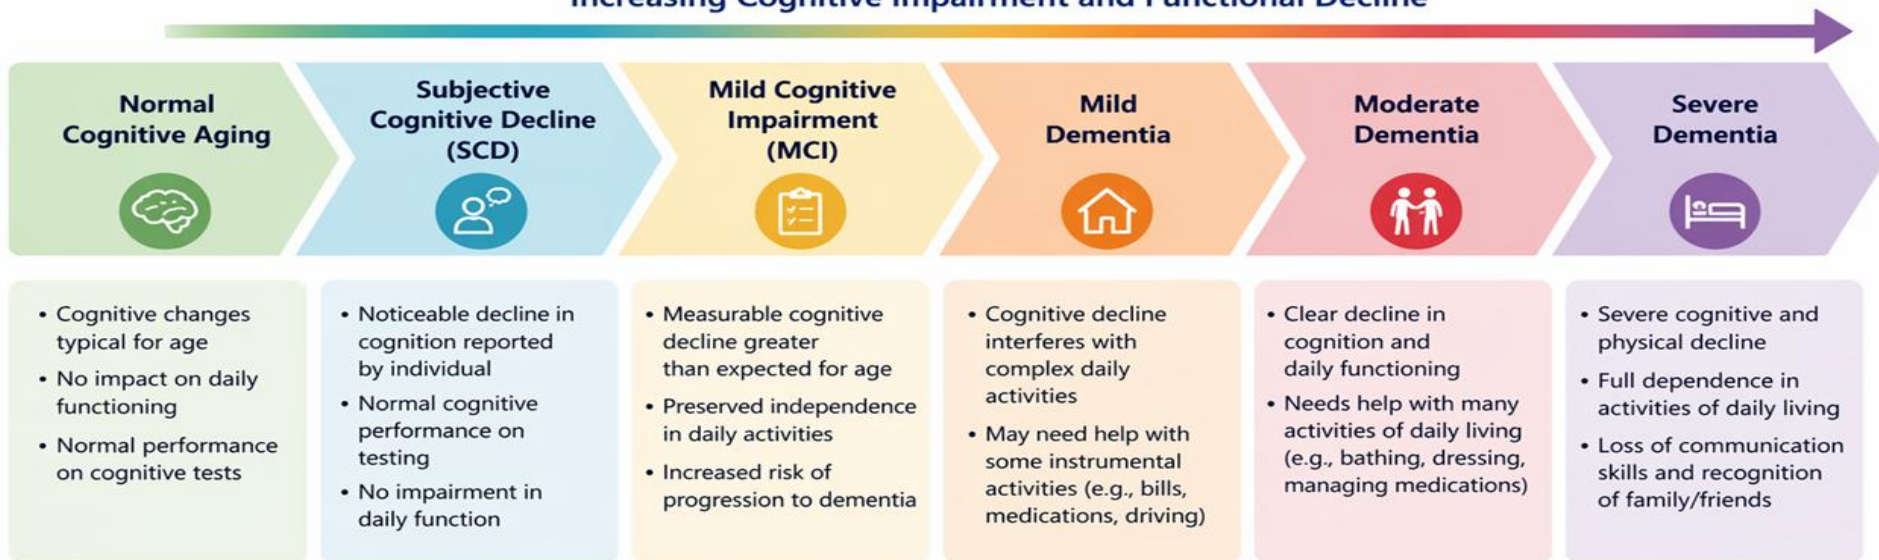 Increasing Cognitive Impairment and Functional Decline
Normal
Cognitive Aging
Subjective
Cognitive Decline
(SCD)
Mild Cognitive
Impairment
(MCI)
Mild
Dementia
Moderate
Dementia
Severe
Dementia
• Cognitive changes
typical for age
• No impact on daily
functioning
• Normal performance
on cognitive tests
• Noticeable decline in
cognition reported
by individual
• Normal cognitive
performance on
testing
• No impairment in
daily function
• Measurable cognitive
decline greater
than expected for age
• Preserved independence
in daily activities
• Increased risk of
progression to dementia
• Cognitive decline
interferes with
complex daily
activities
• May need help with
some instrumental
activities (e.g., bills,
medications, driving)
• Clear decline in
cognition and
daily functioning
• Needs help with many
activities of daily living
(e.g., bathing, dressing,
managing medications)
• Severe cognitive and
physical decline
• Full dependence in
activities of daily living
• Loss of communication
skills and recognition
of family/friends